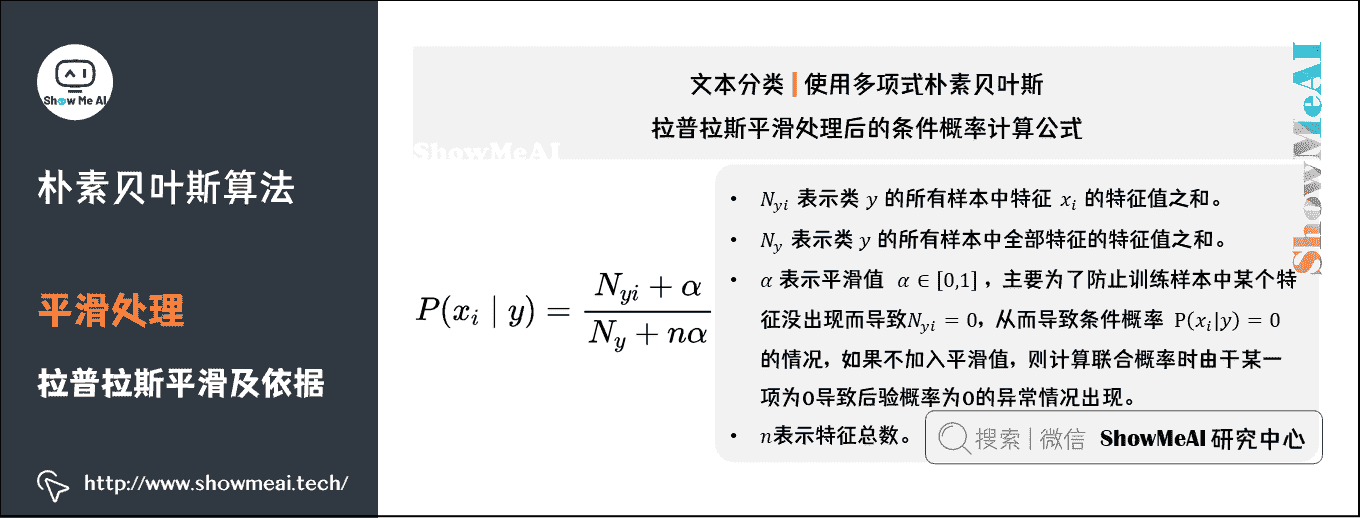 Show Me AI
朴素贝叶斯算法
平滑处理
拉普拉斯平滑及依据
http://www.showmeai.tech/
文本分类 | 使用多项式朴素贝叶斯
拉普拉斯平滑处理后的条件概率计算公式
ShowMeAI
ShowMeAI
P(x_i | y) = \frac{N_{yi} + α}{N_y + nα}
• N_{yi} 表示类 y 的所有样本中特征 x_i 的特征值之和。
• N_y 表示类 y 的所有样本中全部特征的特征值之和。
• α 表示平滑值 α ∈ [0,1] ，主要为了防止训练样本中某个特
征没出现而导致N_{yi} = 0，从而导致条件概率 P(x_i|y) = 0
的情况，如果不加入平滑值，则计算联合概率时由于某一
项为0导致后验概率为0的异常情况出现。
• n表示特征总数。
搜索 | 微信 ShowMeAI 研究中心